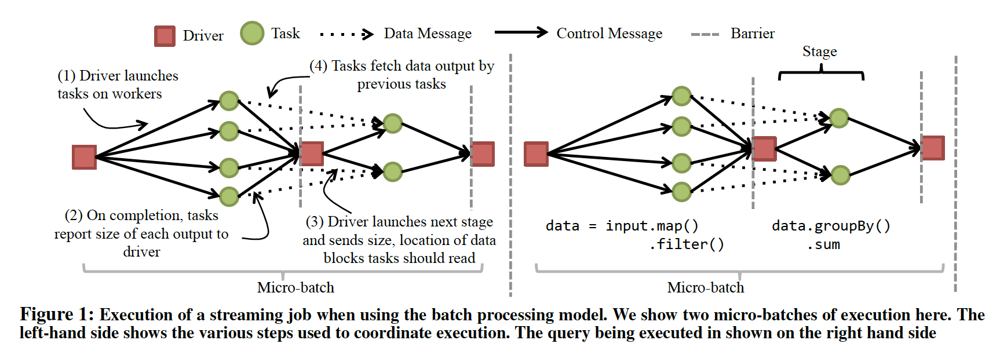 Driver
Task
Data Message
Control Message
Barrier
(1) Driver launches
tasks on workers
(4) Tasks fetch data output by
previous tasks
Stage
(2) On completion, tasks
report size of each output to
driver
(3) Driver launches next stage
and sends size, location of data
blocks tasks should read
data = input.map()
.filter()
data.groupBy()
.sum
Micro-batch
Micro-batch
Figure 1: Execution of a streaming job when using the batch processing model. We show two micro-batches of execution here. The
left-hand side shows the various steps used to coordinate execution. The query being executed in shown on the right hand side